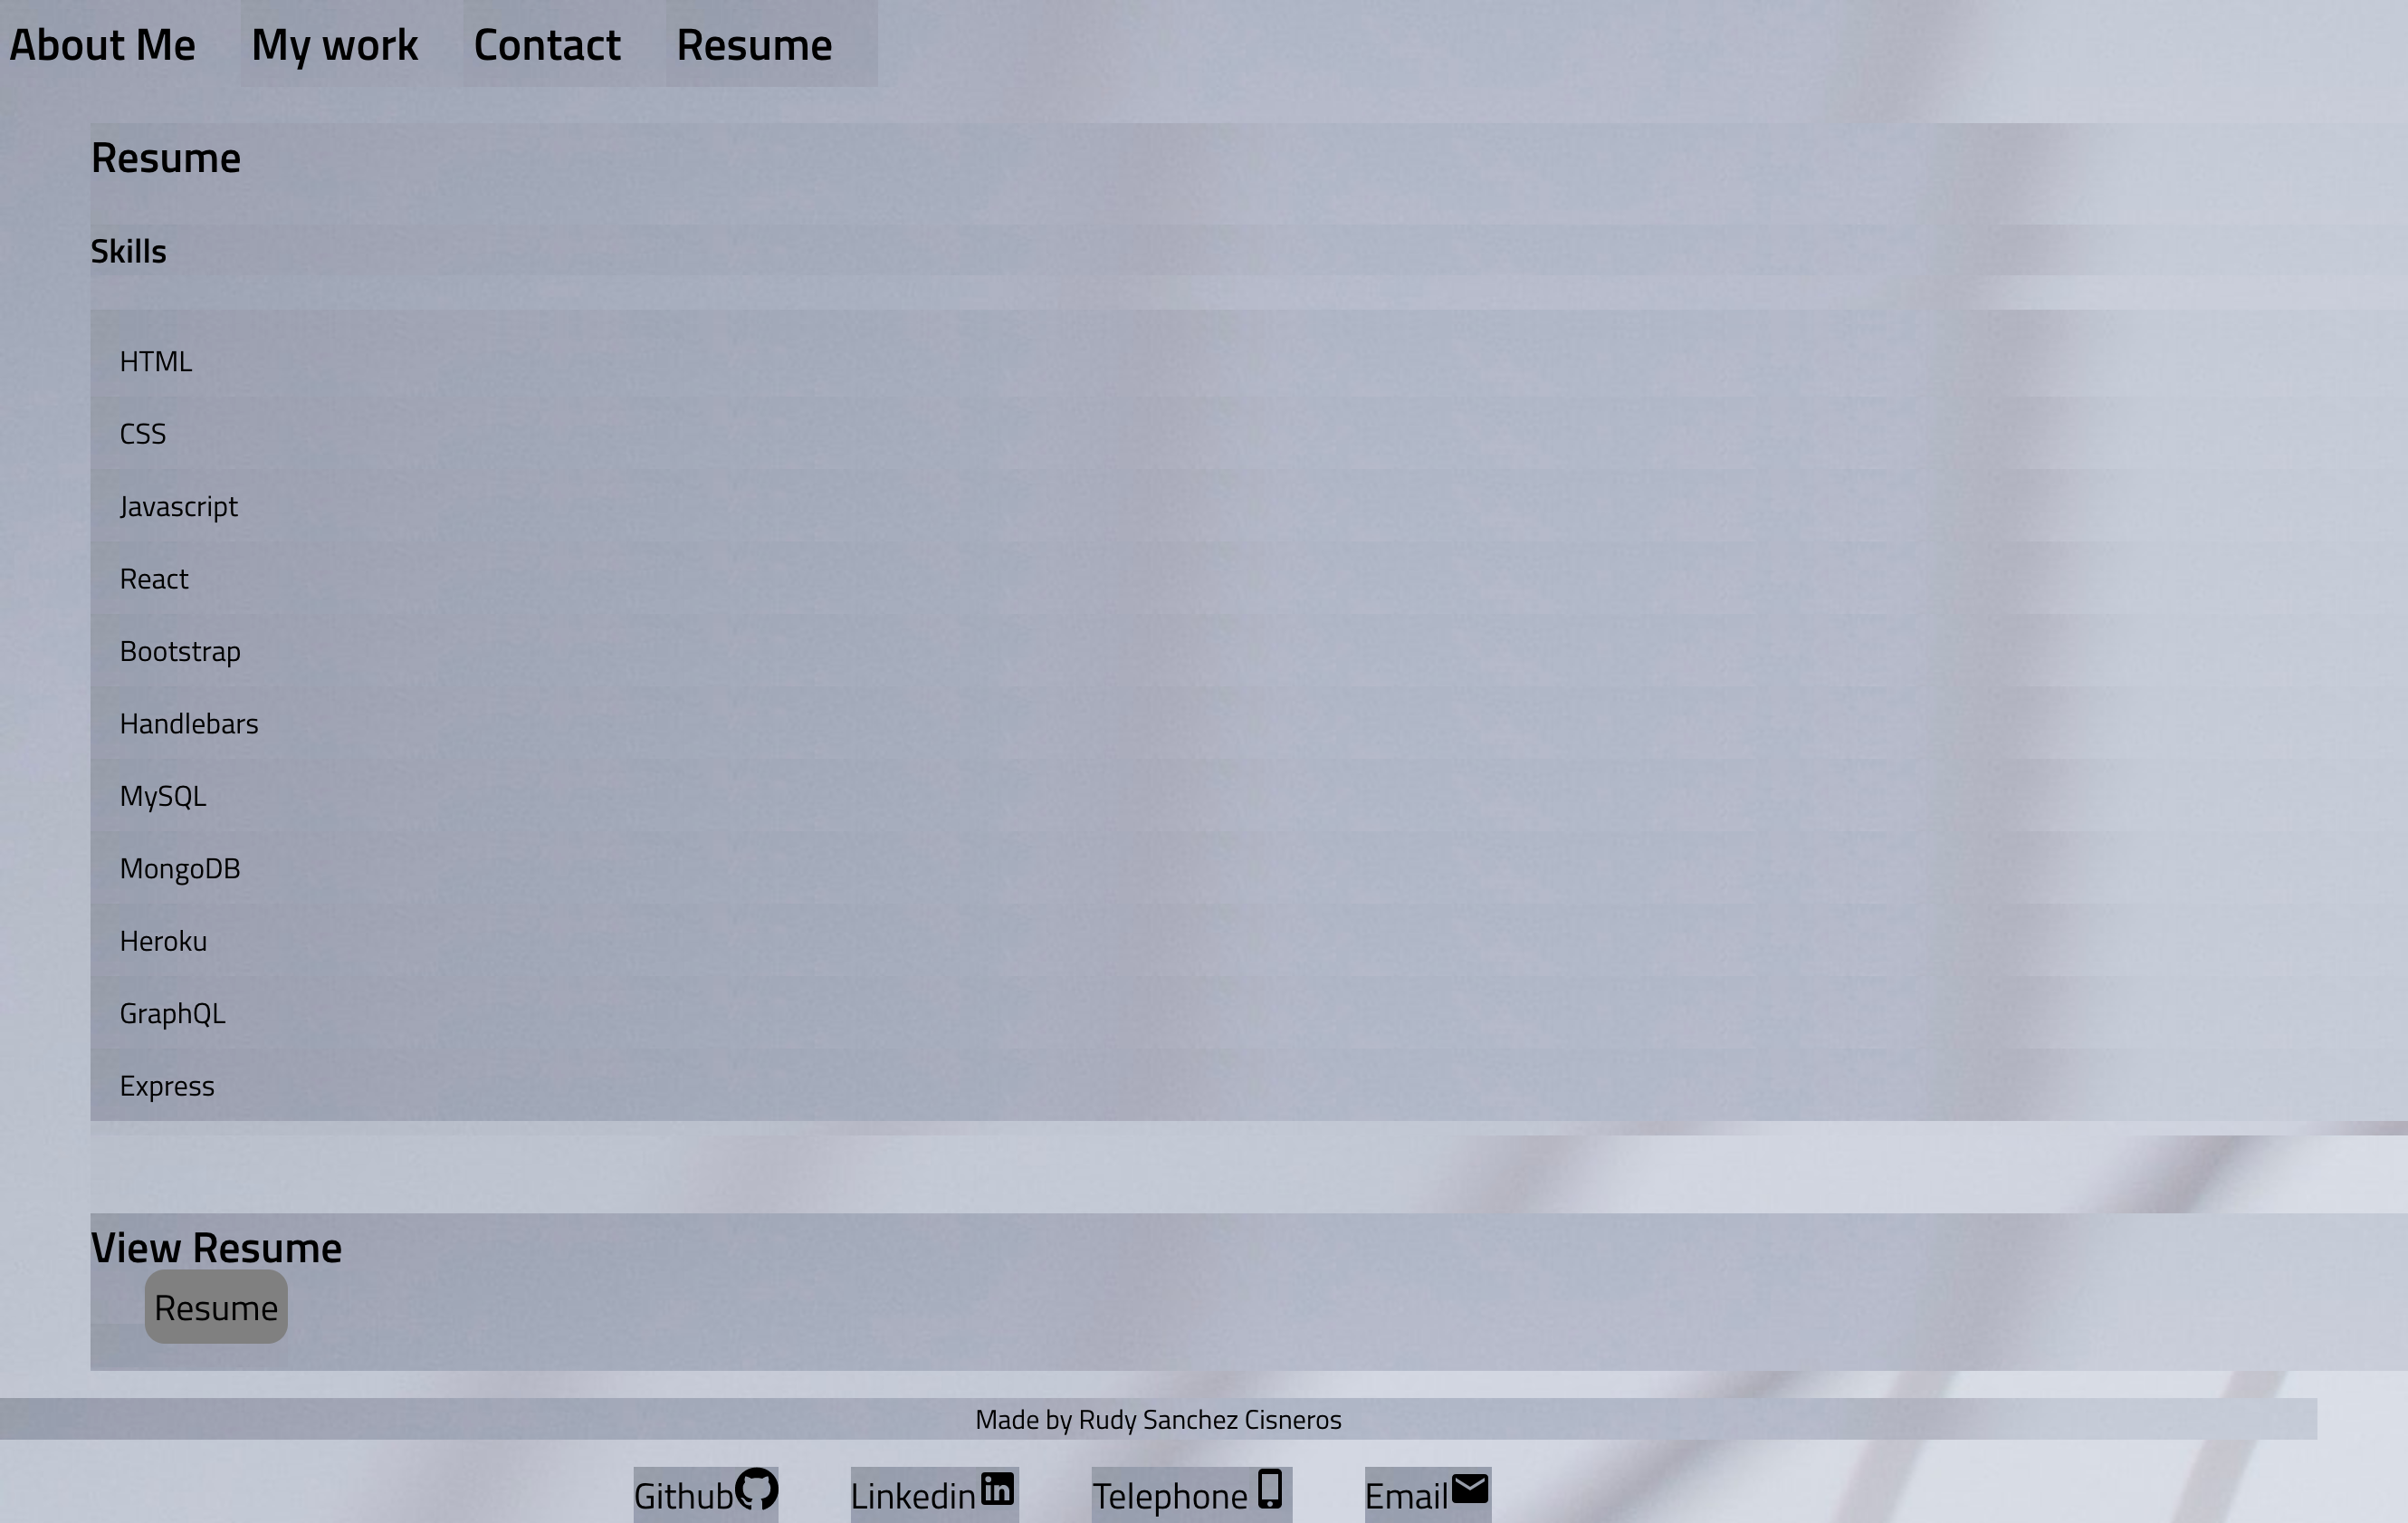 About Me My work Contact Resume
Resume
Skills
HTML
CSS
Javascript
React
Bootstrap
Handlebars
MySQL
MongoDB
Heroku
GraphQL
Express
View Resume
Resume
Made by Rudy Sanchez Cisneros
Github Linkedin Telephone Email